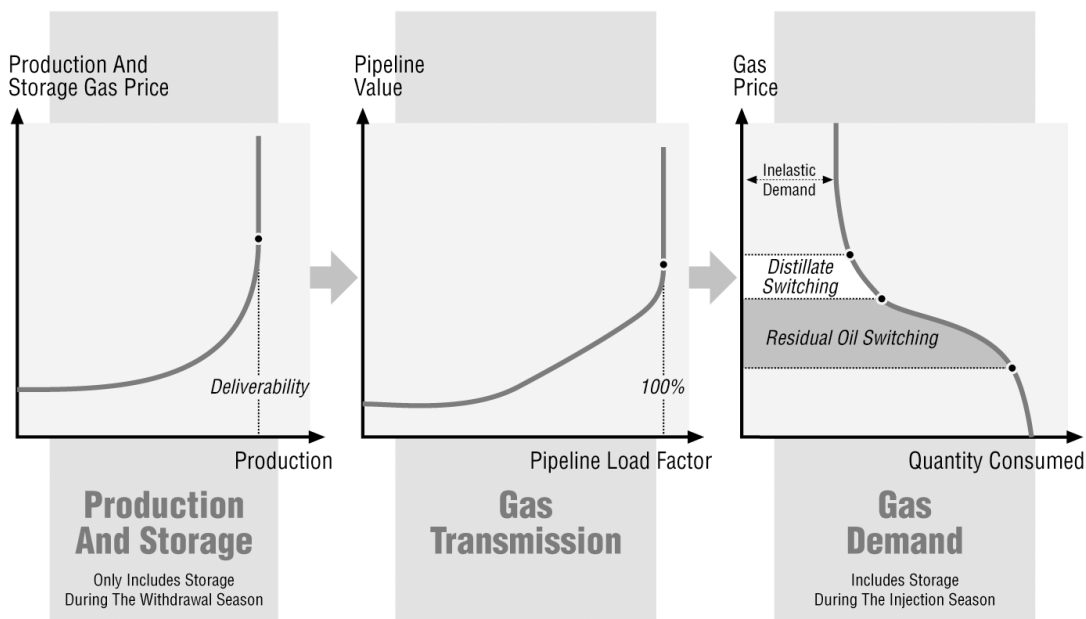 Production And
Storage Gas Price
Deliverability
Production
Production
And Storage
Only Includes Storage
During The Withdrawal Season
Pipeline
Value
100%
Pipeline Load Factor
Gas
Transmission
Gas
Price
Inelastic
Demand
Distillate
Switching
Residual Oil Switching
Quantity Consumed
Gas
Demand
Includes Storage
During The Injection Season